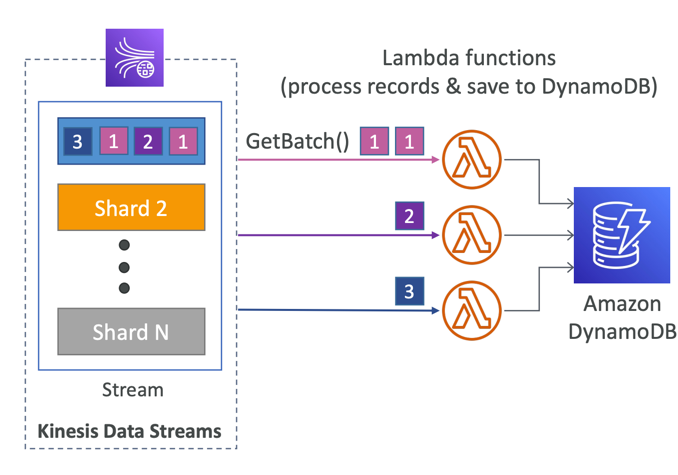 Lambda functions
(process records & save to DynamoDB)
3 1 2 1
GetBatch() 1 1
Shard 2
2
3
Shard N
Amazon
DynamoDB
Stream
Kinesis Data Streams